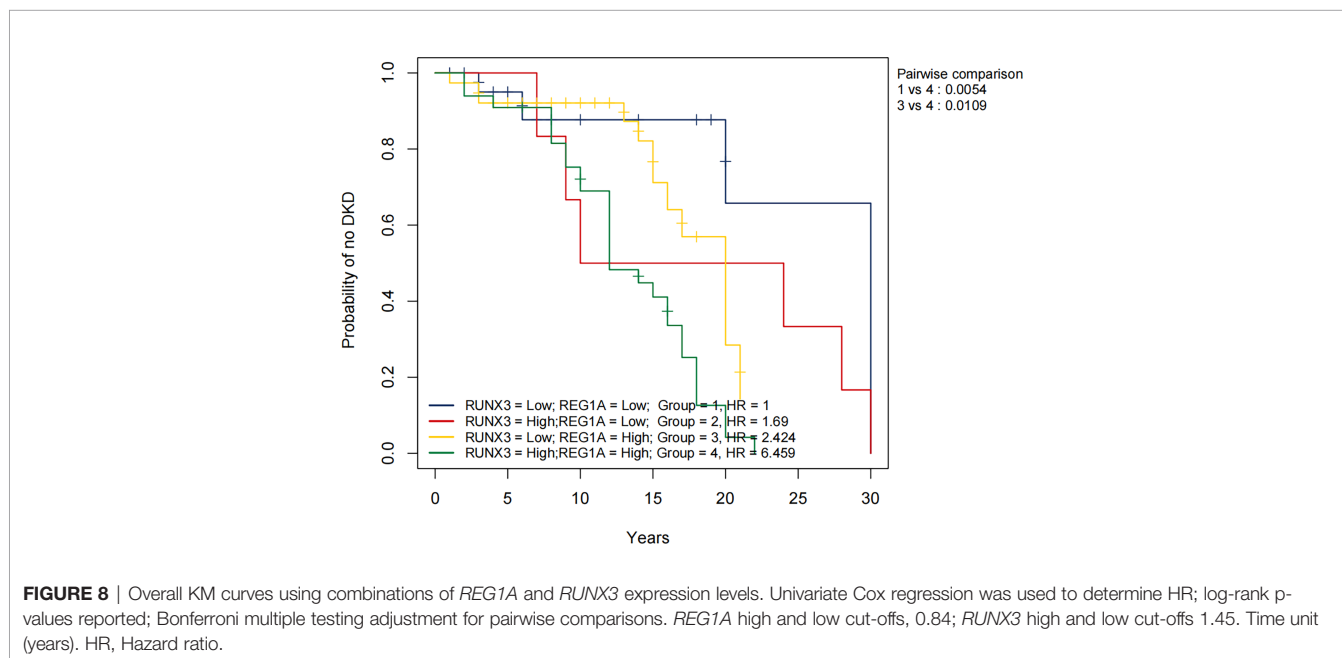 Pairwise comparison
1 vs 4 : 0.0054
3 vs 4 : 0.0109
Probability of no DKD
1.0
0.8
0.6
0.4
0.2
0.0
RUNX3 = Low; REG1A = Low; Group = 1, HR = 1
RUNX3 = High;REG1A = Low; Group = 2, HR = 1.69
RUNX3 = Low; REG1A = High; Group = 3, HR = 2.424
RUNX3 = High;REG1A = High; Group = 4, HR = 6.459
0 5 10 15 20 25 30
Years
FIGURE 8 | Overall KM curves using combinations of REG1A and RUNX3 expression levels. Univariate Cox regression was used to determine HR; log-rank p-
values reported; Bonferroni multiple testing adjustment for pairwise comparisons. REG1A high and low cut-offs, 0.84; RUNX3 high and low cut-offs 1.45. Time unit
(years). HR, Hazard ratio.